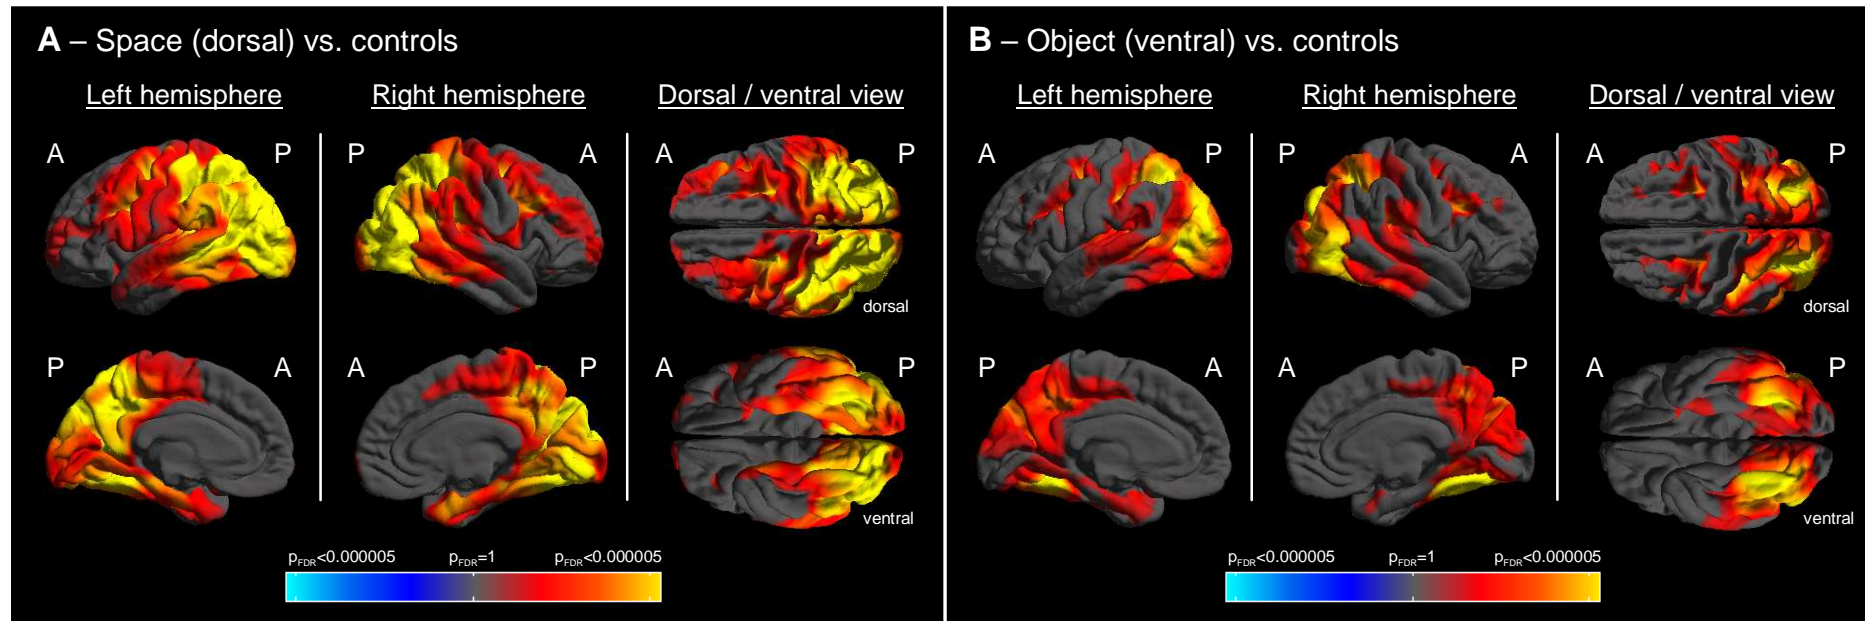 A – Space (dorsal) vs. controls
Left hemisphere
Right hemisphere
Dorsal / ventral view
A P
P A
A P
dorsal
P A
A P
A P
ventral
pFDR<0.000005 pFDR=1 pFDR<0.000005
B – Object (ventral) vs. controls
Left hemisphere
Right hemisphere
Dorsal / ventral view
A P
P A
A P
dorsal
P A
A P
A P
ventral
pFDR<0.000005 pFDR=1 pFDR<0.000005